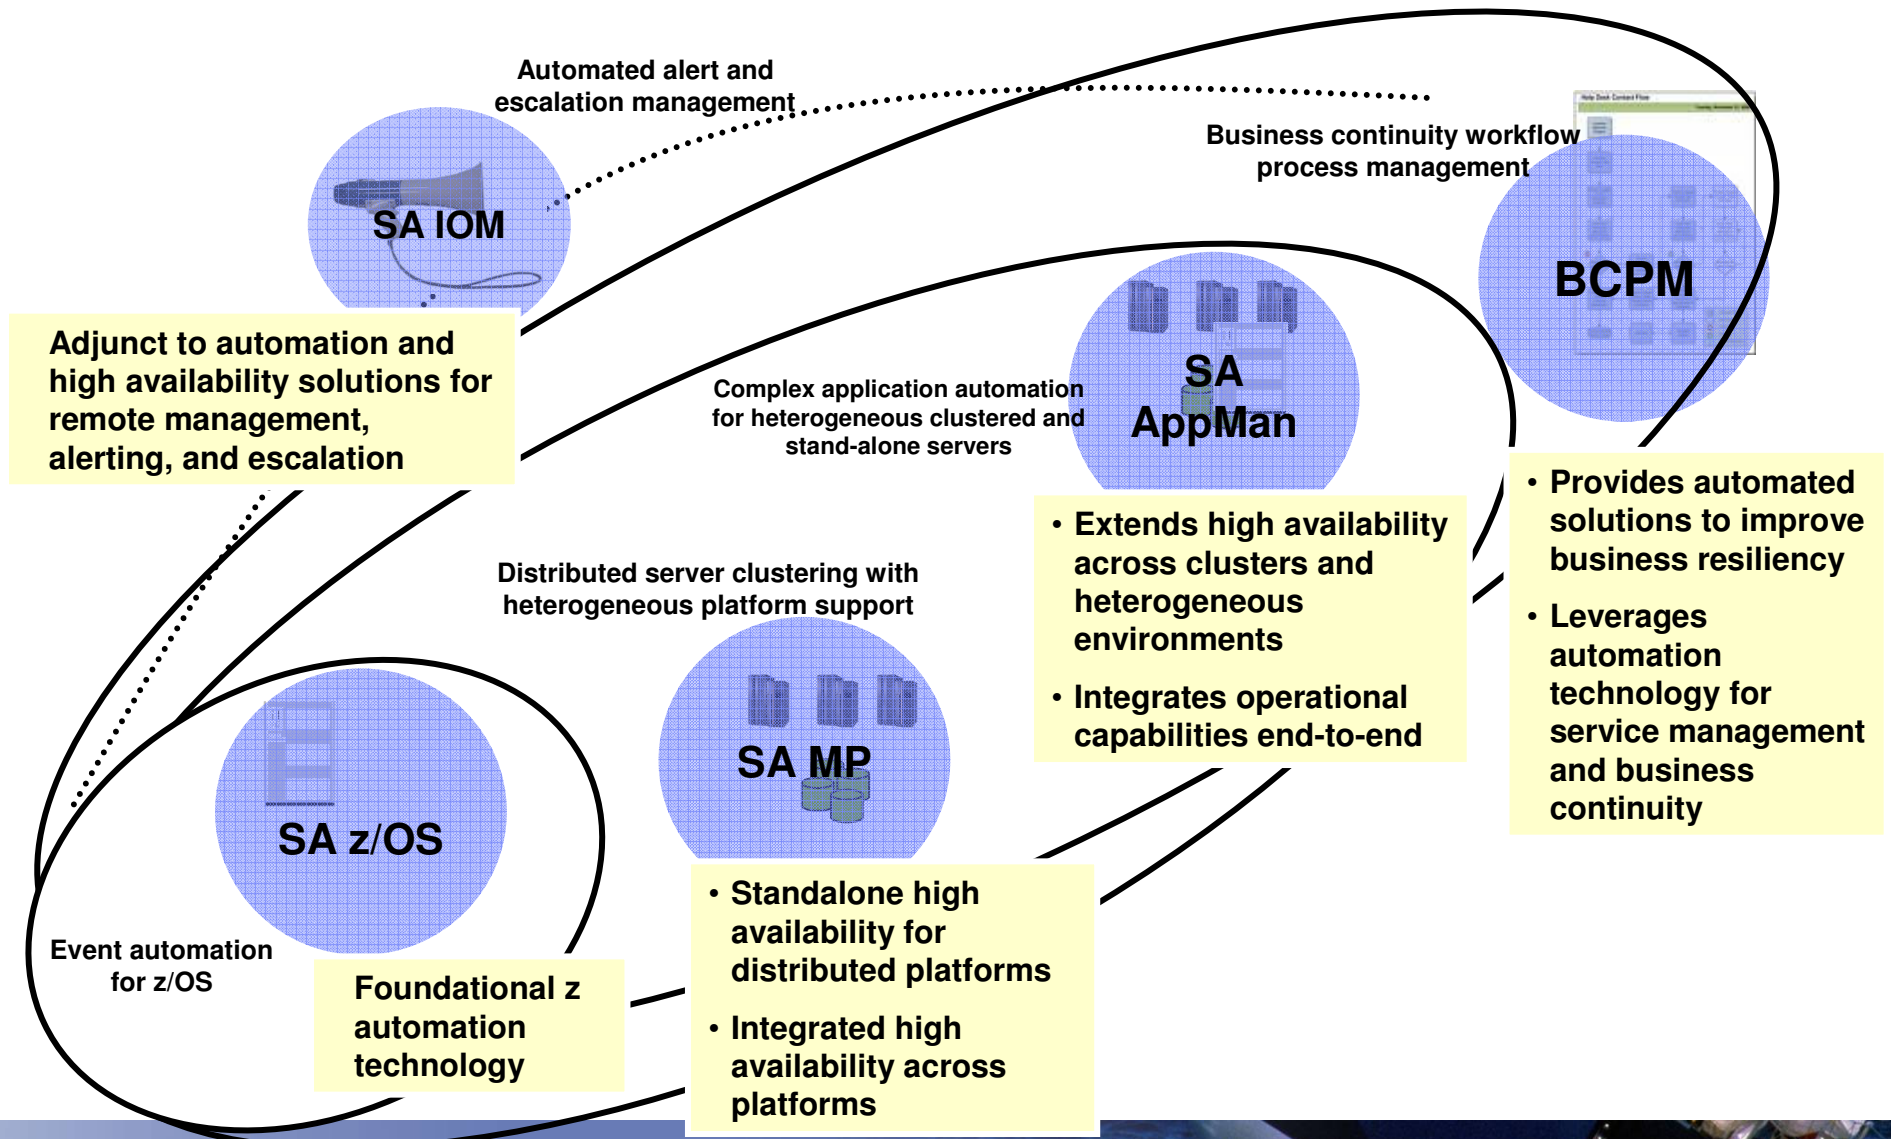 Automated alert and
escalation management
Help Desk Contact Flow
Business continuity workflow
process management
SA IOM
BCPM
Adjunct to automation and
high availability solutions for
remote management,
alerting, and escalation
SA
AppMan
Complex application automation
for heterogeneous clustered and
stand-alone servers
• Provides automated
solutions to improve
business resiliency
• Leverages
automation
technology for
service management
and business
continuity
• Extends high availability
across clusters and
heterogeneous
environments
• Integrates operational
capabilities end-to-end
Distributed server clustering with
heterogeneous platform support
SA MP
SA z/OS
• Standalone high
availability for
distributed platforms
• Integrated high
availability across
platforms
Event automation
for z/OS
Foundational z
automation
technology